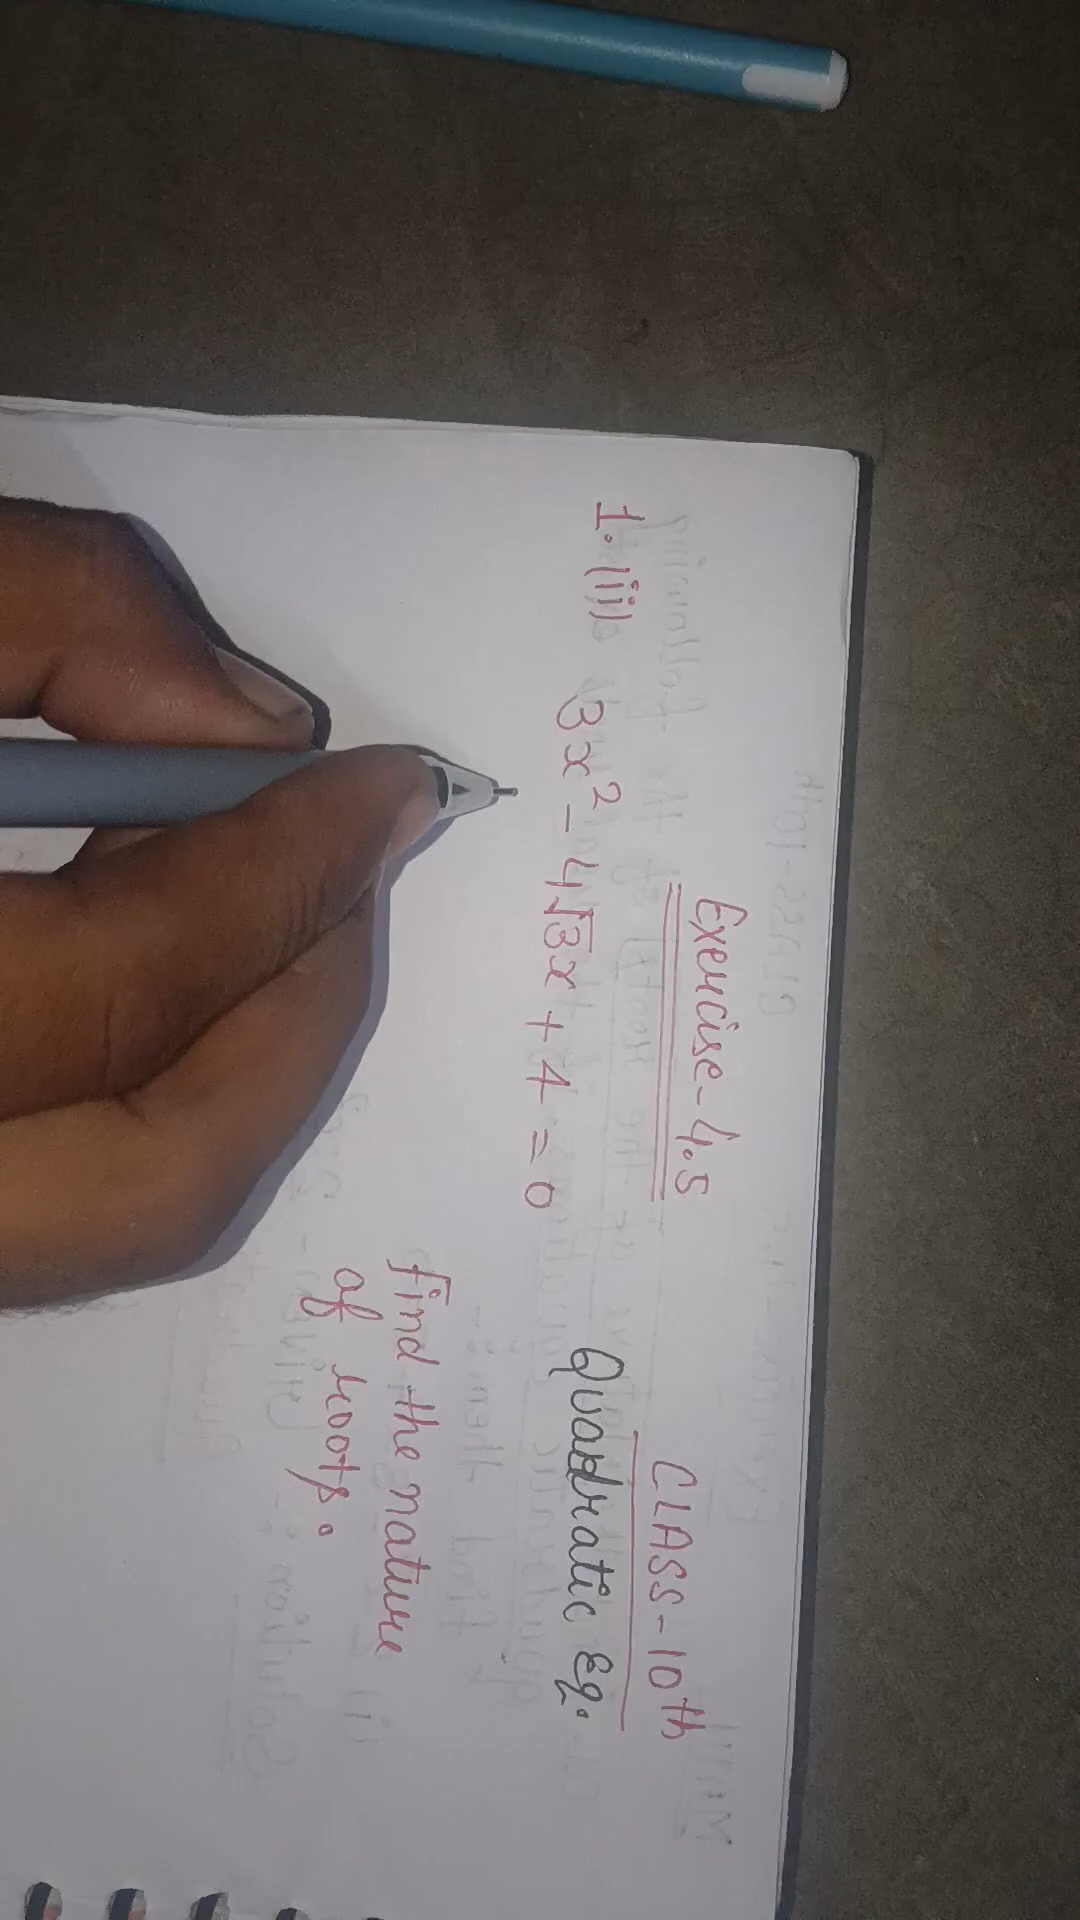 CLASS-10th
Exercise-4.5
Quadratic Eq.
1.(ii) 3x² - 4√3x + 4 = 0
find the nature
of roots.